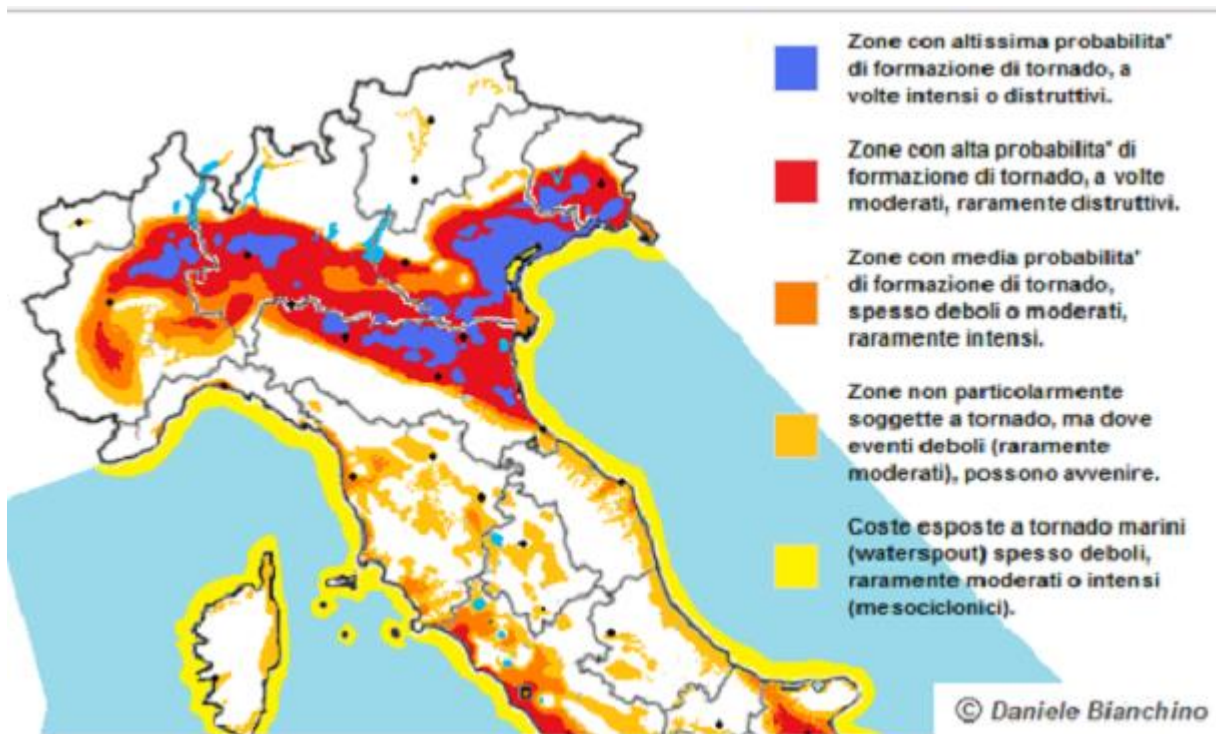 Zone con altissima probabilita'
di formazione di tornado, a
volte intensi o distruttivi.
Zone con alta probabilita' di
formazione di tornado, a volte
moderati, raramente distruttivi.
Zone con media probabilita'
di formazione di tornado,
spesso deboli o moderati,
raramente intensi.
Zone non particolarmente
soggette a tornado, ma dove
eventi deboli (raramente
moderati), possono avvenire.
Coste esposte a tornado marini
(waterspout) spesso deboli,
raramente moderati o intensi
(mesociclonici).
© Daniele Bianchino